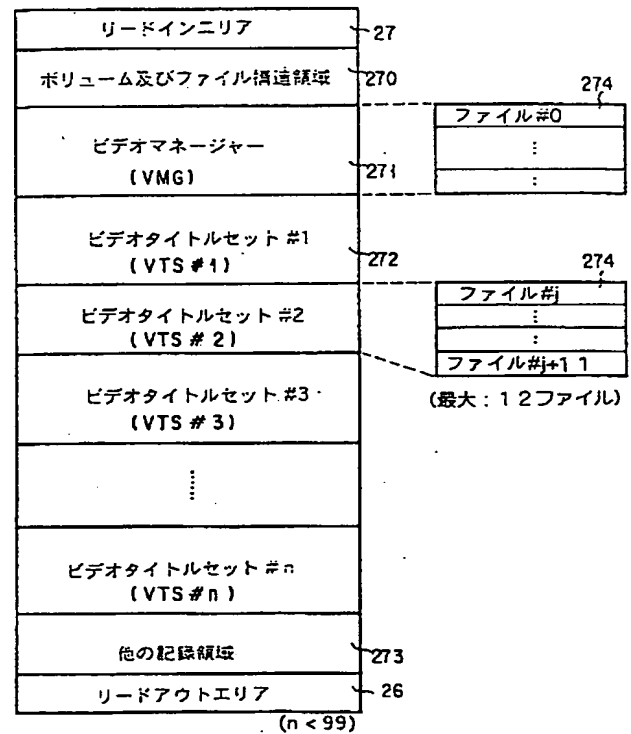 リードインエリア
27
ボリューム及びファイル構造領域
270
274
ファイル#0
⋮
:
ビデオマネージャー
(VMG)
271
ビデオタイトルセット #1
(VTS #1)
272
274
ファイル#j
⋮
:
ファイル#j+11
(最大:12ファイル)
ビデオタイトルセット #2
(VTS # 2)
ビデオタイトルセット #3
(VTS # 3)
⋮
ビデオタイトルセット #n
(VTS #n)
他の記録領域
273
リードアウトエリア
26
(n < 99)